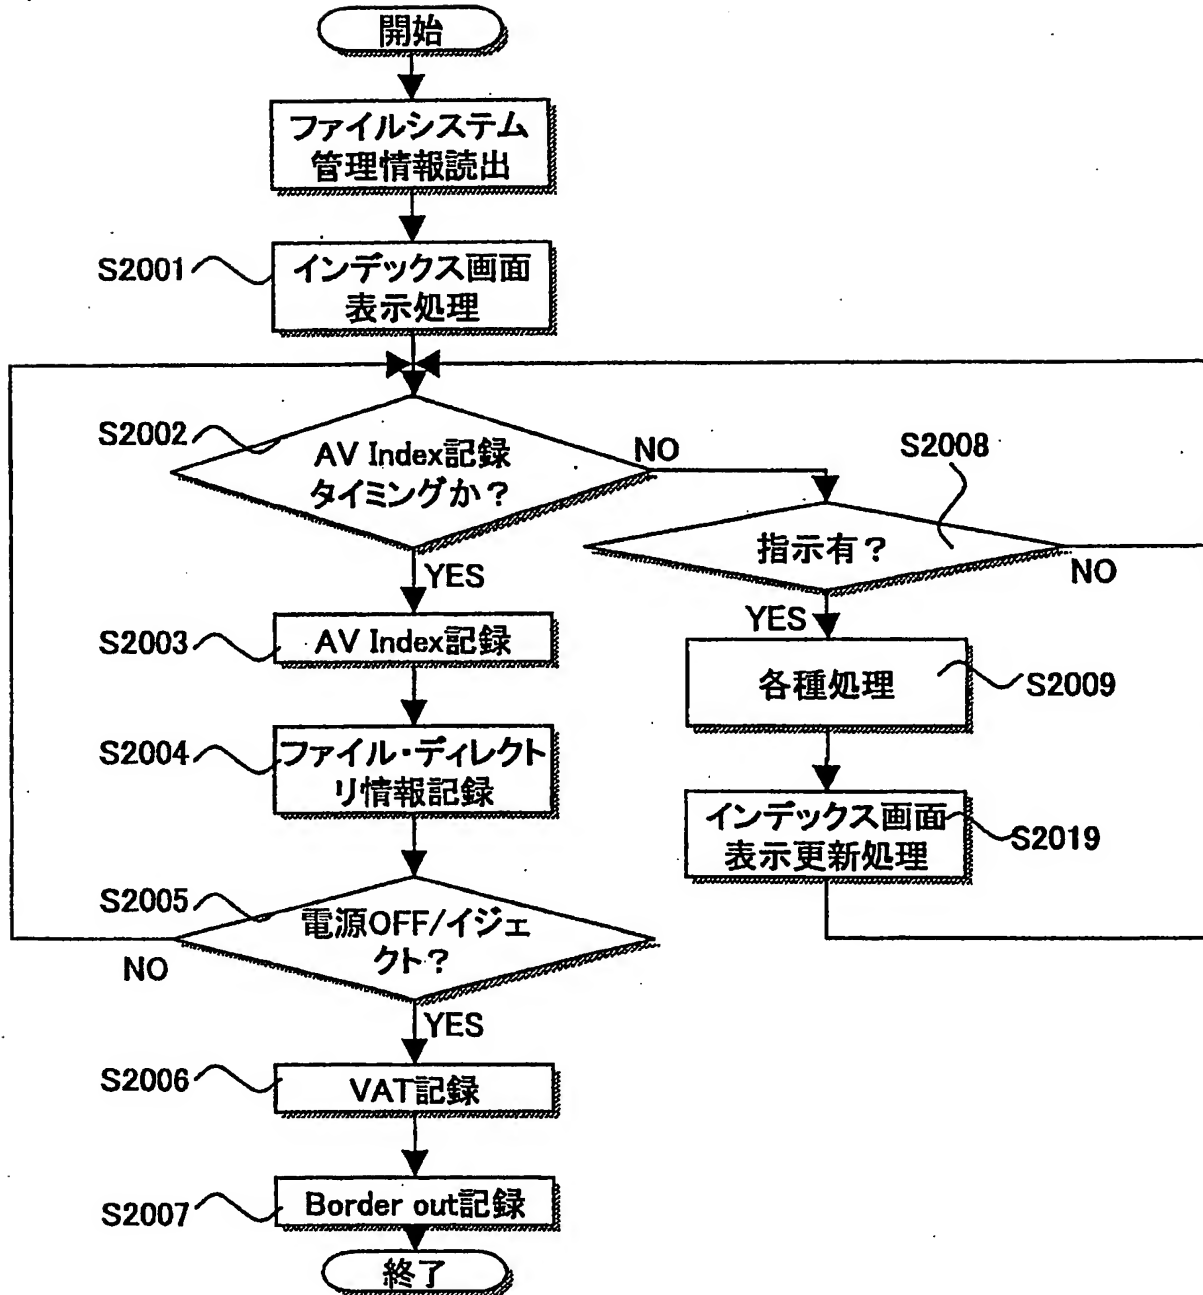 開始
ファイルシステム
管理情報読出
S2001
インデックス画面
表示処理
S2002
AV Index記録
タイミングか？
NO
YES
S2008
指示有？
NO
YES
S2003
AV Index記録
各種処理
S2009
S2004
ファイル・ディレクト
リ情報記録
インデックス画面
表示更新処理
S2019
S2005
電源OFF/イジェ
クト？
NO
YES
S2006
VAT記録
S2007
Border out記録
終了